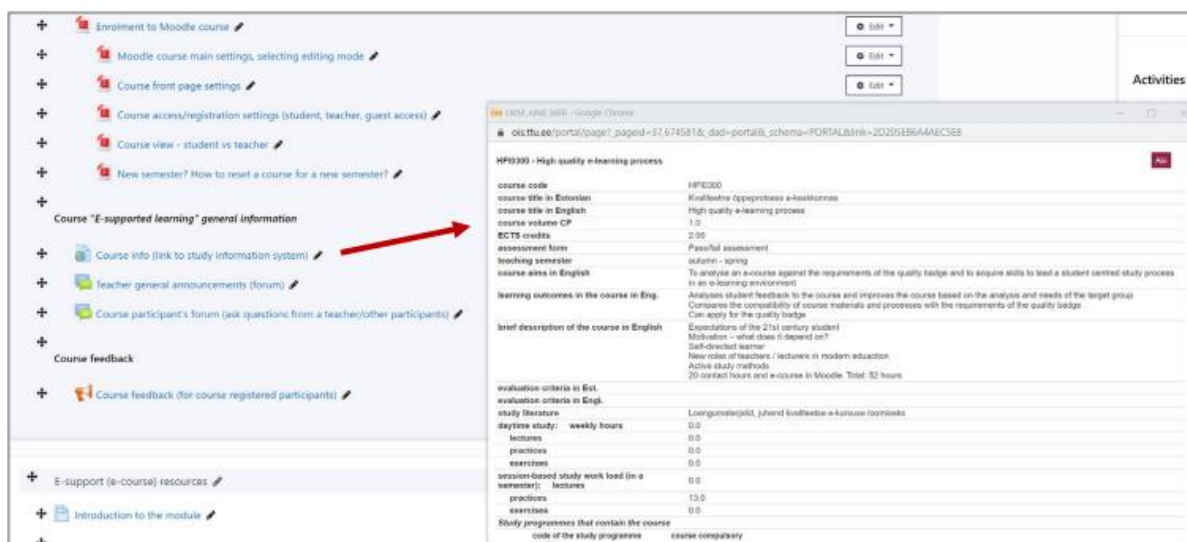 Enrolment to Moodle course
Edit
Moodle course main settings, selecting editing mode
Edit
Course front page settings
Edit
Activities
Course access/registration settings (student, teacher, guest access)
Course view - student vs teacher
New semester? How to reset a course for a new semester?
Course "E-supported learning" general information
Course info (link to study information system)
Teacher general announcements (forum)
Course participant's forum (ask questions from a teacher/other participants)
Course feedback
Course feedback (for course registered participants)
E-support (e-course) resources
Introduction to the module
Google Chrome
HPI0300 - High quality e-learning process
course code HPI0300
course title in Estonian Kvaliteetne õppeprotsess e-keskkonnas
course title in English High quality e-learning process
course volume CP 1.0
ECTS credits 2.00
assessment form Pass/fail assessment
teaching semester autumn - spring
course aims in English To analyse an e-course against the requirements of the quality badge and to acquire skills to lead a student centred study process
in an e-learning environment
learning outcomes in the course in Eng. Analyses student feedback to the course and improves the course based on the analysis and needs of the target group
Compares the compatibility of course materials and processes with the requirements of the quality badge
Can apply for the quality badge
brief description of the course in English Expectations of the 21st century student
Motivation – what does it depend on?
Self-directed learner
New roles of teachers / lecturers in modern eduaction
Active study methods
20 contact hours and e-course in Moodle. Total: 52 hours
evaluation criteria in Est.
evaluation criteria in Engl.
study literature Loengumaterjalid, juhend kvaliteetse e-kursuse loomiseks
daytime study: weekly hours 0.0
lectures 0.0
practices 0.0
exercises 0.0
session-based study work load (in a
semester): lectures 0.0
practices 13.0
exercises 0.0
Study programmes that contain the course
code of the study programme course compulsory